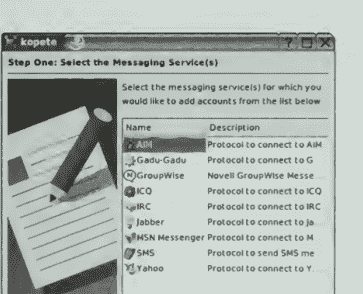 kopete
Step One: Select the Messaging Service(s)
Select the messaging service(s) for which you
would like to add accounts from the list below
Name Description
AIM Protocol to connect to AIM
Gadu-Gadu Protocol to connect to G
GroupWise Novell GroupWise Messe
ICQ Protocol to connect to ICQ
IRC Protocol to connect to IRC
Jabber Protocol to connect to Ja
MSN Messenger Protocol to connect to M
SMS Protocol to send SMS me
Yahoo Protocol to connect to Y